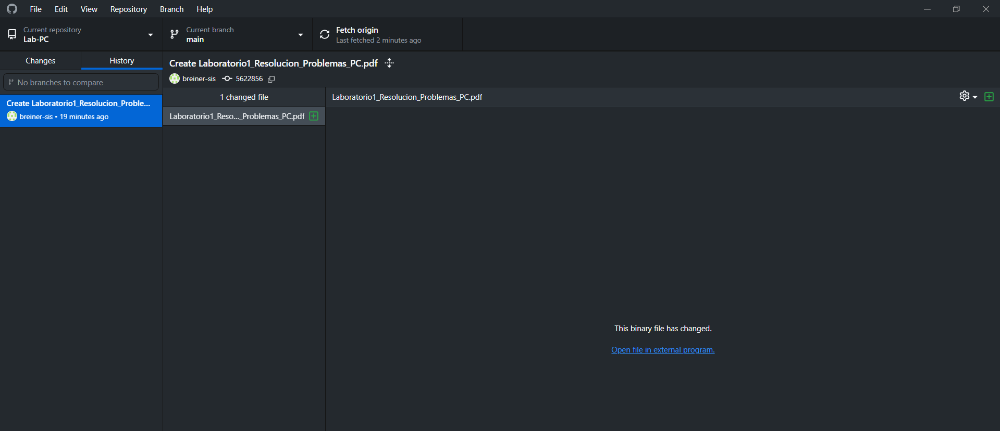 File Edit View Repository Branch Help
Current repository
Lab-PC
Current branch
main
Fetch origin
Last fetched 2 minutes ago
Changes
History
No branches to compare
Create Laboratorio1_Resolucion_Proble...
breiner-sis • 19 minutes ago
Create Laboratorio1_Resolucion_Problemas_PC.pdf
breiner-sis 5622856
1 changed file
Laboratorio1_Reso..._Problemas_PC.pdf
Laboratorio1_Resolucion_Problemas_PC.pdf
This binary file has changed.
Open file in external program.